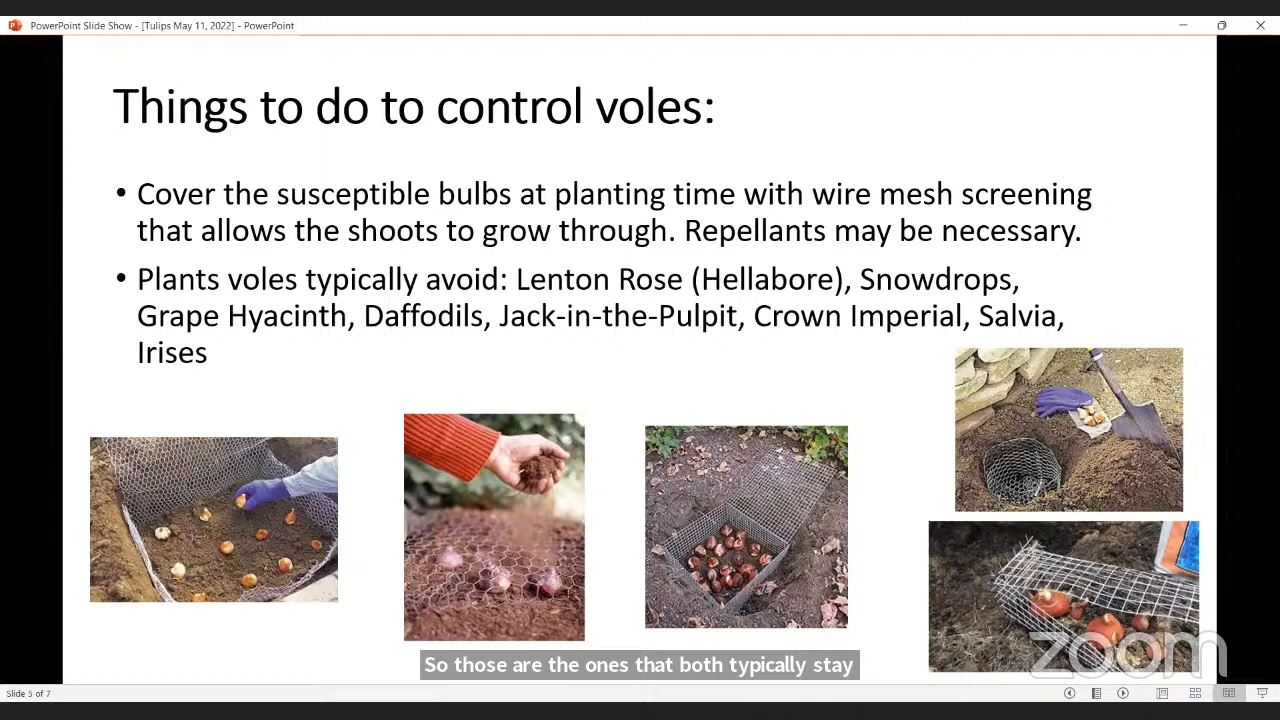 PowerPoint Slide Show - [Tulips May 11, 2022] - PowerPoint
Things to do to control voles:
• Cover the susceptible bulbs at planting time with wire mesh screening
that allows the shoots to grow through. Repellants may be necessary.
• Plants voles typically avoid: Lenton Rose (Hellabore), Snowdrops,
Grape Hyacinth, Daffodils, Jack-in-the-Pulpit, Crown Imperial, Salvia,
Irises
zoom
So those are the ones that both typically stay
Slide 5 of 7